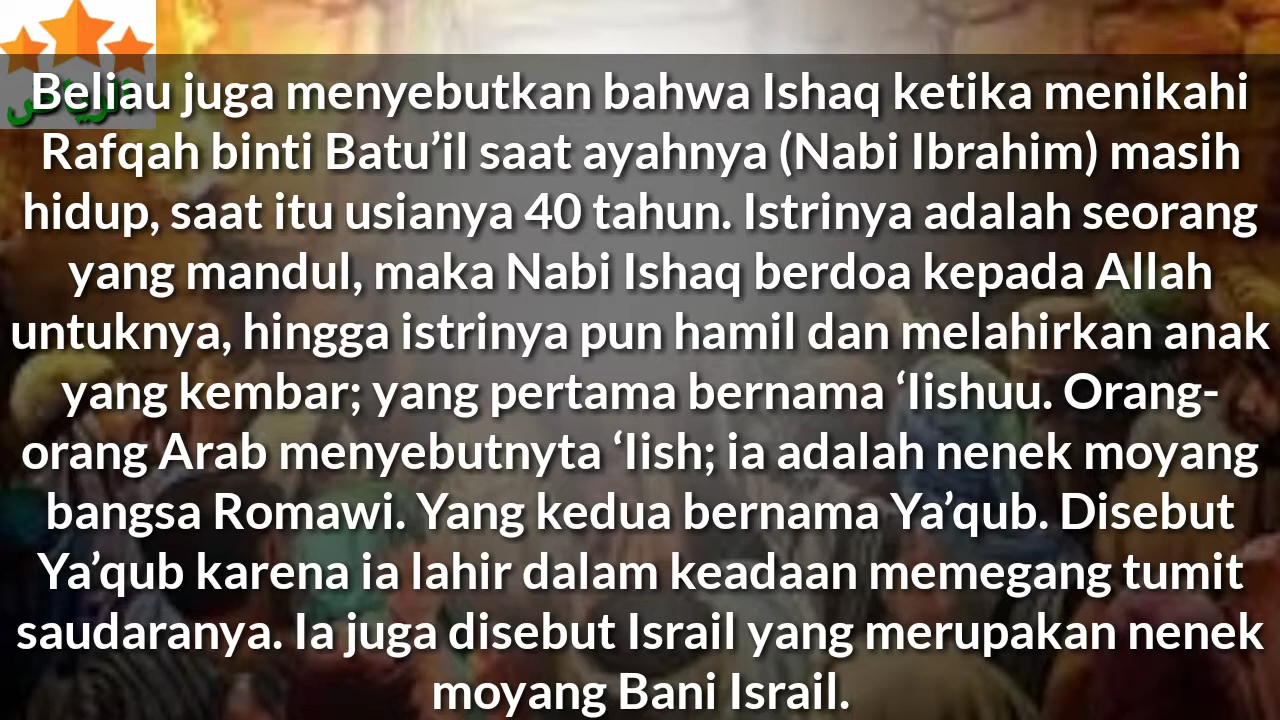 Beliau juga menyebutkan bahwa Ishaq ketika menikahi
Rafqah binti Batu’il saat ayahnya (Nabi Ibrahim) masih
hidup, saat itu usianya 40 tahun. Istrinya adalah seorang
yang mandul, maka Nabi Ishaq berdoa kepada Allah
untuknya, hingga istrinya pun hamil dan melahirkan anak
yang kembar; yang pertama bernama ‘Iishuu. Orang-
orang Arab menyebutnyta ‘Iish; ia adalah nenek moyang
bangsa Romawi. Yang kedua bernama Ya’qub. Disebut
Ya’qub karena ia lahir dalam keadaan memegang tumit
saudaranya. Ia juga disebut Israil yang merupakan nenek
moyang Bani Israil.